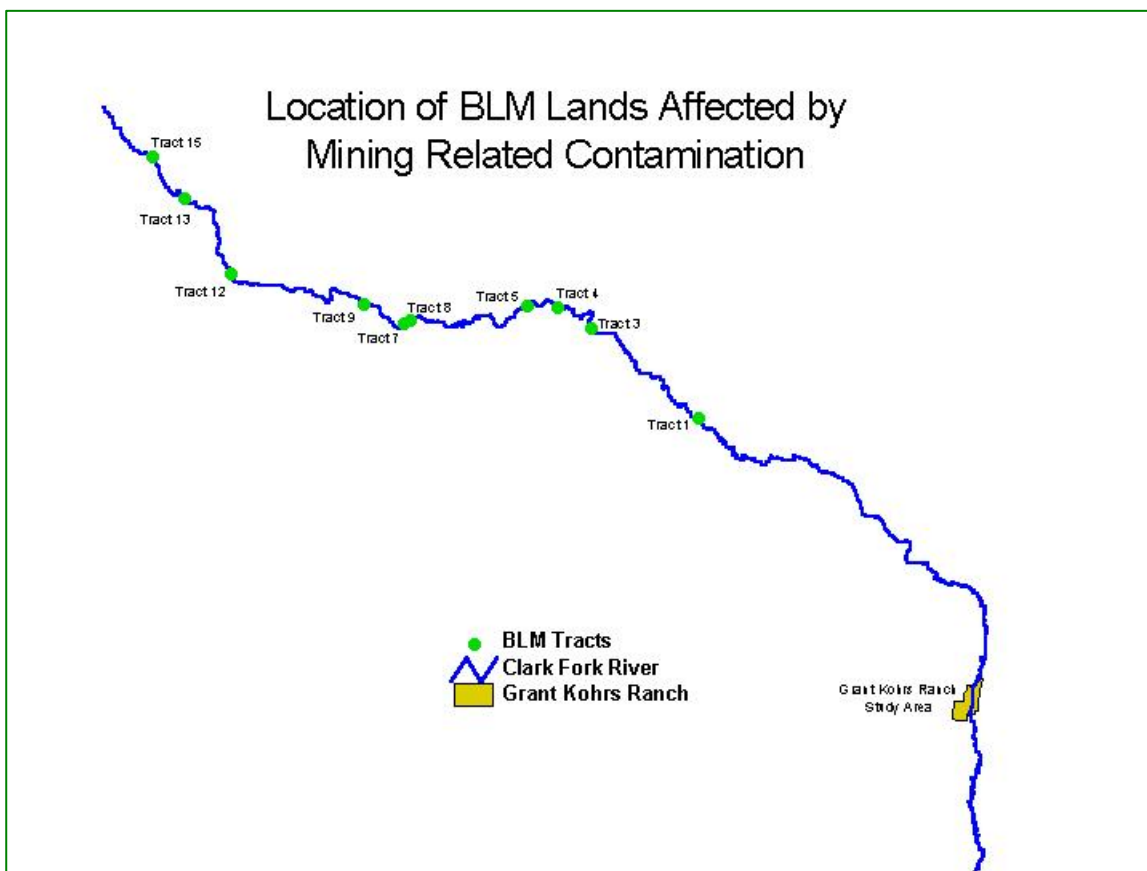 Location of BLM Lands Affected by
Mining Related Contamination
Tract 15
Tract 13
Tract 12
Tract 9
Tract 7
Tract 8
Tract 5
Tract 4
Tract 3
Tract 1
BLM Tracts
Clark Fork River
Grant Kohrs Ranch
Grant Kohrs Ranch
Study Area